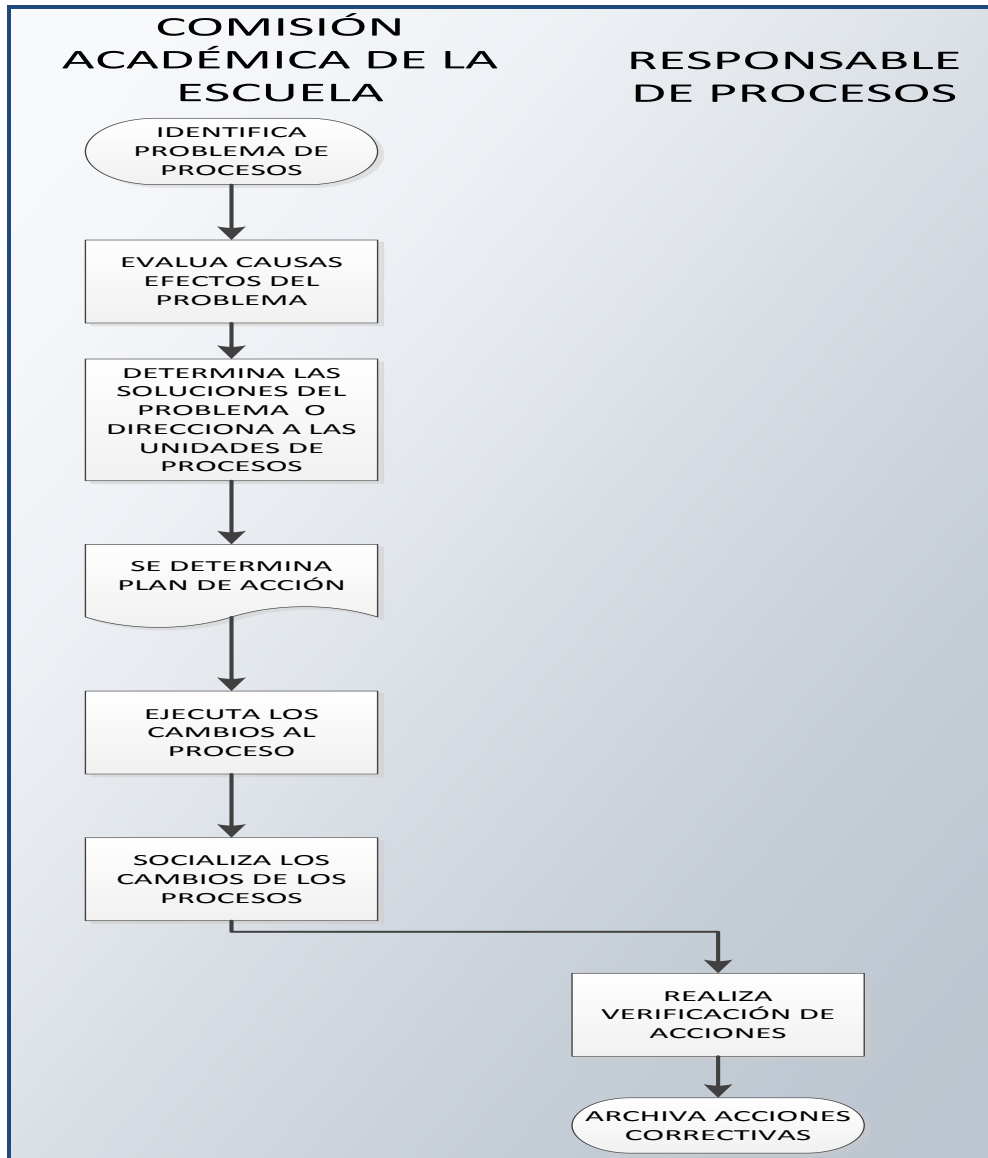 COMISIÓN
ACADÉMICA DE LA
ESCUELA
RESPONSABLE
DE PROCESOS
IDENTIFICA
PROBLEMA DE
PROCESOS
EVALUA CAUSAS
EFECTOS DEL
PROBLEMA
DETERMINA LAS
SOLUCIONES DEL
PROBLEMA O
DIRECCIONA A LAS
UNIDADES DE
PROCESOS
SE DETERMINA
PLAN DE ACCIÓN
EJECUTA LOS
CAMBIOS AL
PROCESO
SOCIALIZA LOS
CAMBIOS DE LOS
PROCESOS
REALIZA
VERIFICACIÓN DE
ACCIONES
ARCHIVA ACCIONES
CORRECTIVAS